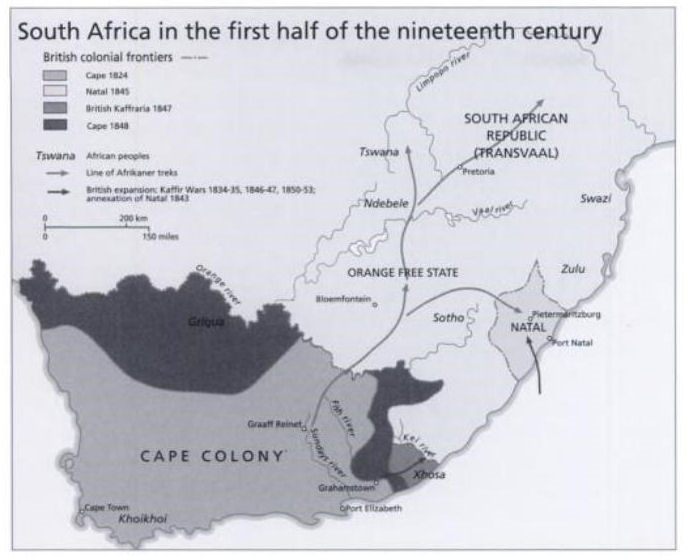 South Africa in the first half of the nineteenth century
British colonial frontiers
Cape 1824
Natal 1845
British Kaffraria 1847
Cape 1848
Tswana African peoples
Line of Afrikaner treks
British expansion: Kaffir Wars 1834-35, 1846-47, 1850-53;
annexation of Natal 1843
0 200 km
0 150 miles
Limpopo river
SOUTH AFRICAN
REPUBLIC
(TRANSVAAL)
Tswana
Pretoria
Ndebele
Vaal river
Swazi
Orange river
ORANGE FREE STATE
Zulu
Bloemfontein
Griqua
Sotho
Pietermaritzburg
NATAL
Port Natal
Graaff Reinet
Fish river
Sundays river
Kei river
CAPE COLONY
Xhosa
Grahamstown
Cape Town
Khoikhoi
Port Elizabeth